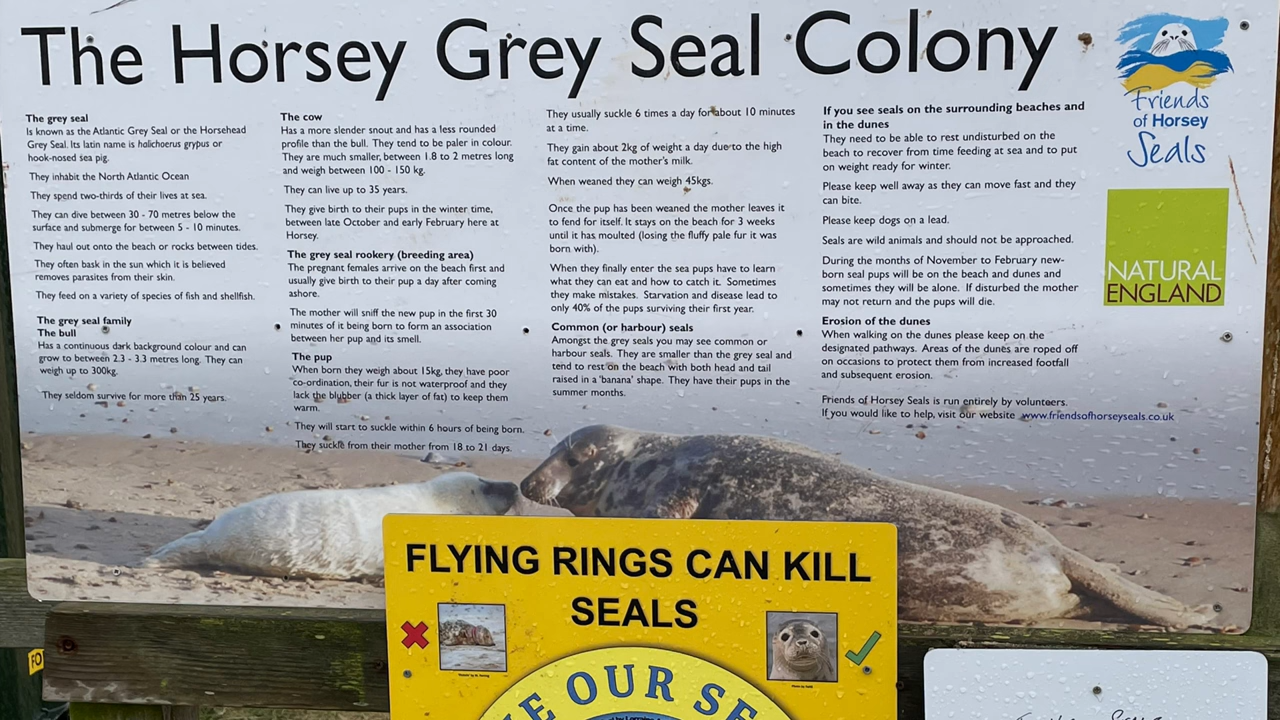 The Horsey Grey Seal Colony
The grey seal
Is known as the Atlantic Grey Seal or the Horsehead
Grey Seal. Its latin name is halichoerus grypus or
hook-nosed sea pig.
They inhabit the North Atlantic Ocean
They spend two-thirds of their lives at sea.
They can dive between 30 - 70 metres below the
surface and submerge for between 5 - 10 minutes.
They haul out onto the beach or rocks between tides.
They often bask in the sun which it is believed
removes parasites from their skin.
They feed on a variety of species of fish and shellfish.
The grey seal family
The bull
Has a continuous dark background colour and can
grow to between 2.3 - 3.3 metres long. They can
weigh up to 300kg.
They seldom survive for more than 25 years.
The cow
Has a more slender snout and has a less rounded
profile than the bull. They tend to be paler in colour.
They are much smaller, between 1.8 to 2 metres long
and weigh between 100 - 150 kg.
They can live up to 35 years.
They give birth to their pups in the winter time,
between late October and early February here at
Horsey.
The grey seal rookery (breeding area)
The pregnant females arrive on the beach first and
usually give birth to their pup a day after coming
ashore.
The mother will sniff the new pup in the first 30
minutes of it being born to form an association
between her pup and its smell.
The pup
When born they weigh about 15kg, they have poor
co-ordination, their fur is not waterproof and they
lack the blubber (a thick layer of fat) to keep them
warm.
They will start to suckle within 6 hours of being born.
They suckle from their mother from 18 to 21 days.
They usually suckle 6 times a day for about 10 minutes
at a time.
They gain about 2kg of weight a day due to the high
fat content of the mother's milk.
When weaned they can weigh 45kgs.
Once the pup has been weaned the mother leaves it
to fend for itself. It stays on the beach for 3 weeks
until it has moulted (losing the fluffy pale fur it was
born with).
When they finally enter the sea pups have to learn
what they can eat and how to catch it. Sometimes
they make mistakes. Starvation and disease lead to
only 40% of the pups surviving their first year.
Common (or harbour) seals
Amongst the grey seals you may see common or
harbour seals. They are smaller than the grey seal and
tend to rest on the beach with both head and tail
raised in a 'banana' shape. They have their pups in the
summer months.
If you see seals on the surrounding beaches and
in the dunes
They need to be able to rest undisturbed on the
beach to recover from time feeding at sea and to put
on weight ready for winter.
Please keep well away as they can move fast and they
can bite.
Please keep dogs on a lead.
Seals are wild animals and should not be approached.
During the months of November to February new-
born seal pups will be on the beach and dunes and
sometimes they will be alone. If disturbed the mother
may not return and the pups will die.
Erosion of the dunes
When walking on the dunes please keep on the
designated pathways. Areas of the dunes are roped off
on occasions to protect them from increased footfall
and subsequent erosion.
Friends of Horsey Seals is run entirely by volunteers.
If you would like to help, visit our website www.friendsofhorseyseals.co.uk
Friends
of Horsey
Seals
NATURAL
ENGLAND
FLYING RINGS CAN KILL
SEALS
OUR
FO